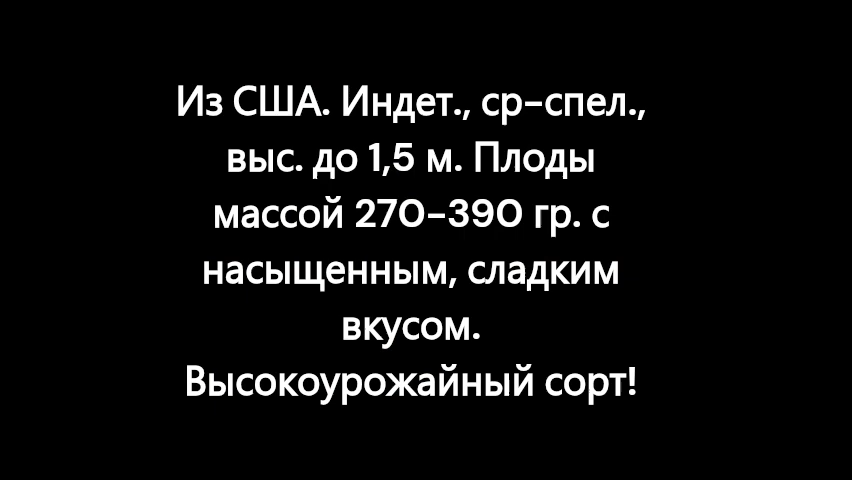 Из США. Индет., ср-спел.,
выс. до 1,5 м. Плоды
массой 270-390 гр. с
насыщенным, сладким
вкусом.
Высокоурожайный сорт!